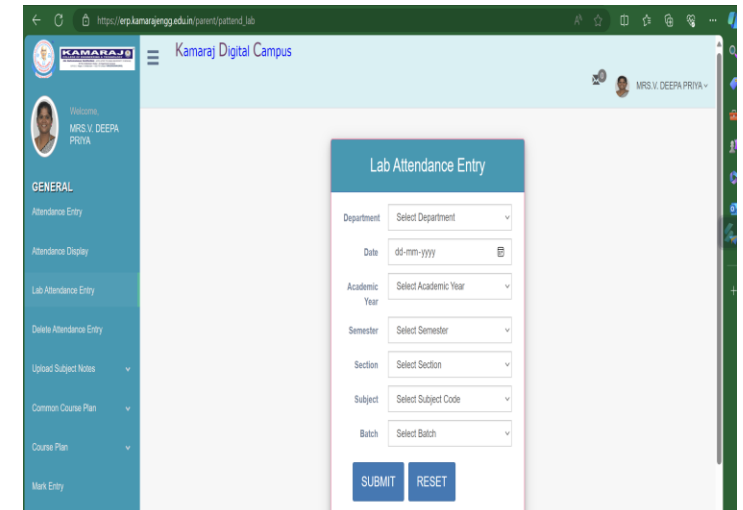 https://erp.kamarajengg.edu.in/parent/pattend_lab
KAMARAJ
Kamaraj Digital Campus
0
MRS.V. DEEPA PRIYA
Welcome,
MRS.V. DEEPA
PRIYA
GENERAL
Attendance Entry
Attendance Display
Lab Attendance Entry
Delete Attendance Entry
Upload Subject Notes
Common Course Plan
Course Plan
Mark Entry
Lab Attendance Entry
Department Select Department
Date dd-mm-yyyy
Academic Select Academic Year
Year
Semester Select Semester
Section Select Section
Subject Select Subject Code
Batch Select Batch
SUBMIT RESET